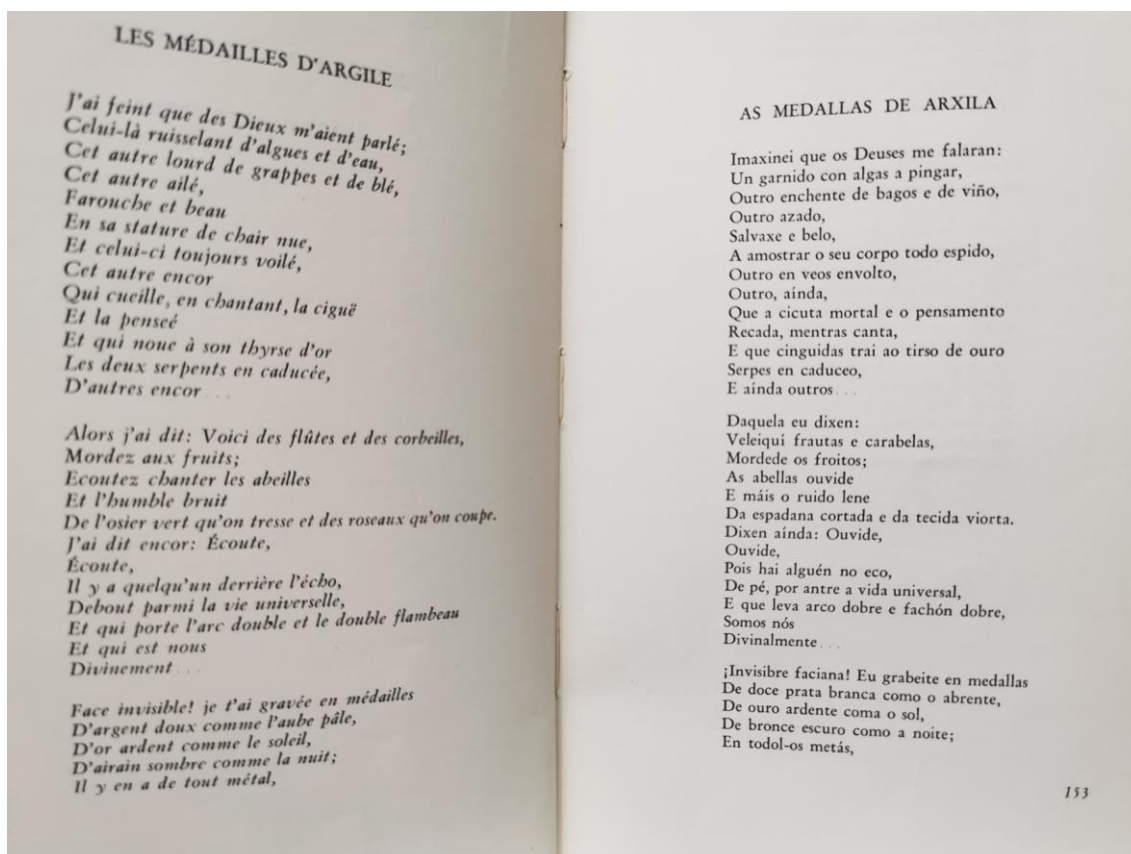 LES MÉDAILLES D'ARGILE
J'ai feint que des Dieux m'aient parlé;
Celui-là ruisselant d'algues et d'eau,
Cet autre lourd de grappes et de blé,
Cet autre ailé,
Farouche et beau
En sa stature de chair nue,
Et celui-ci toujours voilé,
Cet autre encor
Qui cueille, en chantant, la ciguë
Et la penseé
Et qui noue à son thyrse d'or
Les deux serpents en caducée,
D'autres encor ...
Alors j'ai dit: Voici des flûtes et des corbeilles,
Mordez aux fruits;
Ecoutez chanter les abeilles
Et l'humble bruit
De l'osier vert qu'on tresse et des roseaux qu'on coupe.
J'ai dit encor: Écoute,
Écoute,
Il y a quelqu'un derrière l'écho,
Debout parmi la vie universelle,
Et qui porte l'arc double et le double flambeau
Et qui est nous
Divinement ...
Face invisible! je t'ai gravée en médailles
D'argent doux comme l'aube pâle,
D'or ardent comme le soleil,
D'airain sombre comme la nuit;
Il y en a de tout métal,
AS MEDALLAS DE ARXILA
Imaxinei que os Deuses me falaran:
Un garnido con algas a pingar,
Outro enchente de bagos e de viño,
Outro azado,
Salvaxe e belo,
A amostrar o seu corpo todo espido,
Outro en veos envolto,
Outro, aínda,
Que a cicuta mortal e o pensamento
Recada, mentras canta,
E que cinguidas trai ao tirso de ouro
Serpes en caduceo,
E aínda outros ...
Daquela eu dixen:
Veleiquí frautas e carabelas,
Mordede os froitos;
As abellas ouvide
E máis o ruido lene
Da espadana cortada e da tecida viorta.
Dixen aínda: Ouvide,
Ouvide,
Pois hai alguén no eco,
De pé, por antre a vida universal,
E que leva arco dobre e fachón dobre,
Somos nós
Divinalmente ...
¡Invisibre faciana! Eu grabeite en medallas
De doce prata branca como o abrente,
De ouro ardente coma o sol,
De bronce escuro como a noite;
En todol-os metás,
153